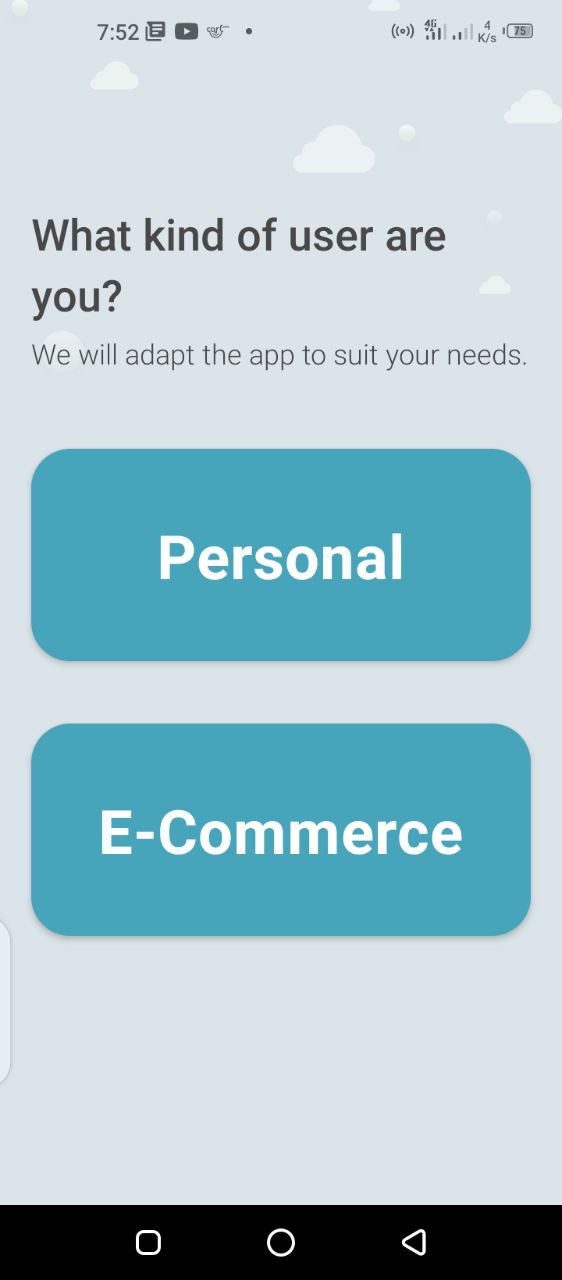 7:52
4G
4
K/s
75
What kind of user are
you?
We will adapt the app to suit your needs.
Personal
E-Commerce